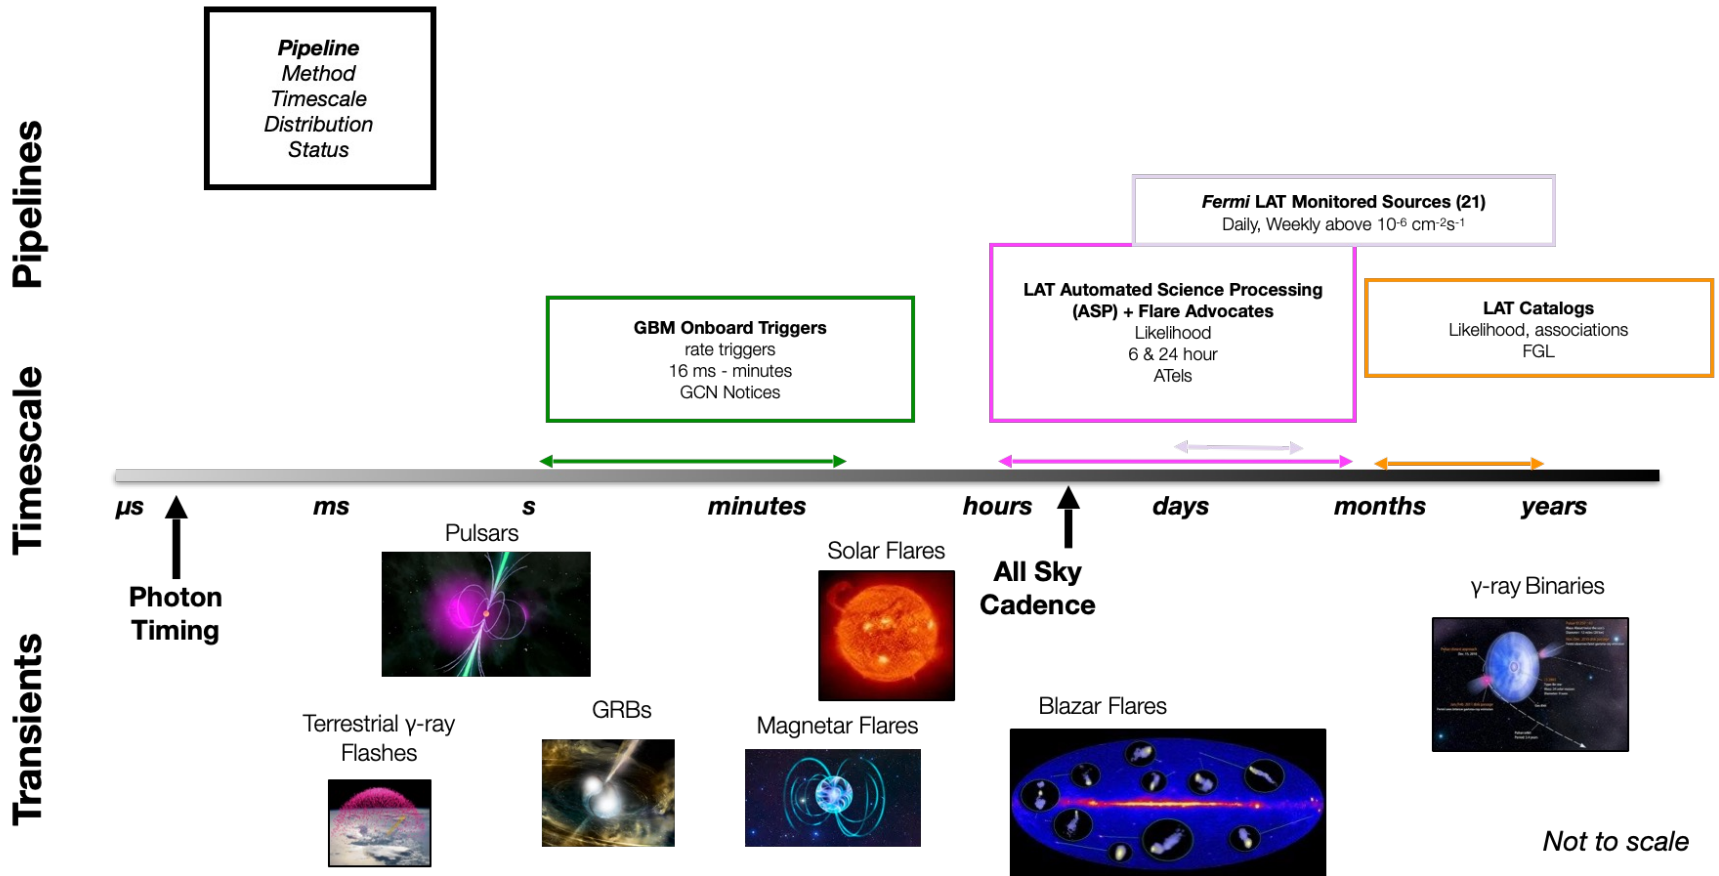 Pipelines
Pipeline
Method
Timescale
Distribution
Status
Fermi LAT Monitored Sources (21)
Daily, Weekly above 10-6 cm-2s-1
GBM Onboard Triggers
rate triggers
16 ms - minutes
GCN Notices
LAT Automated Science Processing
(ASP) + Flare Advocates
Likelihood
6 & 24 hour
ATels
LAT Catalogs
Likelihood, associations
FGL
Timescale
µs
ms
s
minutes
hours
days
months
years
Photon
Timing
All Sky
Cadence
Transients
Pulsars
Solar Flares
γ-ray Binaries
Terrestrial γ-ray
Flashes
GRBs
Magnetar Flares
Blazar Flares
Not to scale